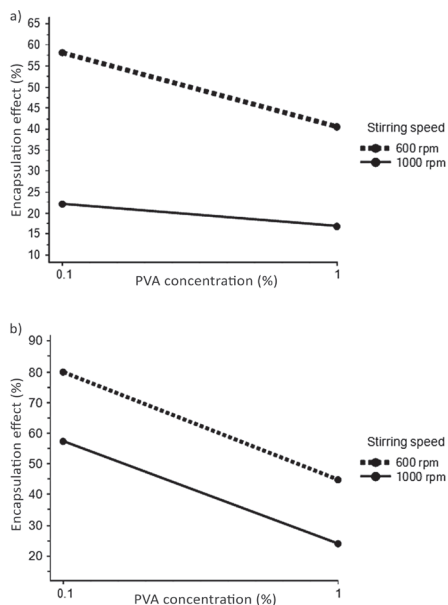 a)
65
60
55
50
45
40
35
30
25
20
15
10
Encapsulation effect (%)
0.1
1
PVA concentration (%)
Stirring speed
600 rpm
1000 rpm
b)
90
80
70
60
50
40
30
20
Encapsulation effect (%)
0.1
1
PVA concentration (%)
Stirring speed
600 rpm
1000 rpm